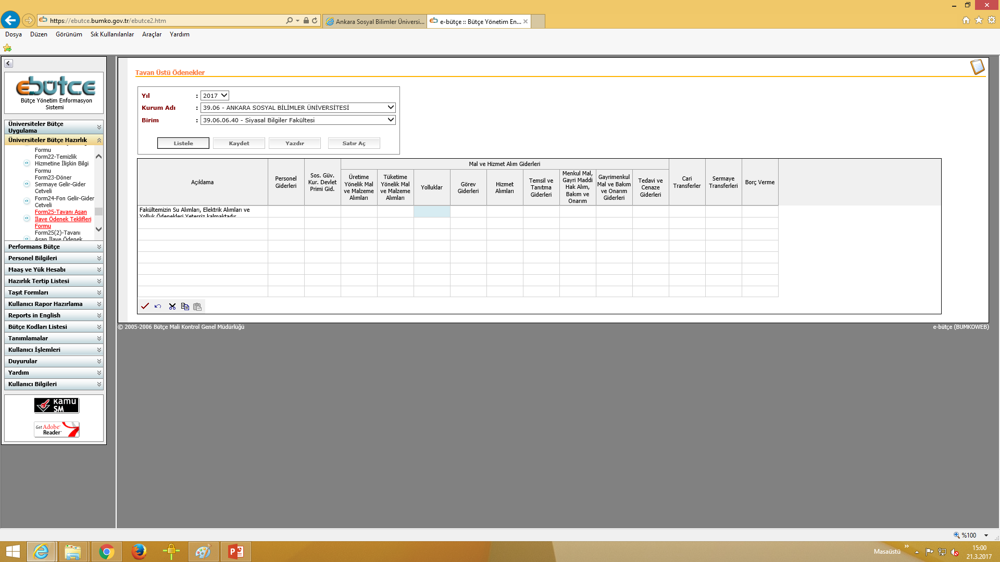 https://ebutce.bumko.gov.tr/ebutce2.htm
Ankara Sosyal Bilimler Üniversi...
e-bütçe :: Bütçe Yönetim En...
Dosya Düzen Görünüm Sık Kullanılanlar Araçlar Yardım
ebütçe
Bütçe Yönetim Enformasyon
Sistemi
Üniversiteler Bütçe
Uygulama
Üniversiteler Bütçe Hazırlık
Formu
Form22-Temizlik
Hizmetine İlişkin Bilgi
Formu
Form23-Döner
Sermaye Gelir-Gider
Cetveli
Form24-Fon Gelir-Gider
Cetveli
Form25-Tavanı Aşan
İlave Ödenek Teklifleri
Formu
Form25(2)-Tavanı
Aşan İlave Ödenek
Performans Bütçe
Personel Bilgileri
Maaş ve Yük Hesabı
Hazırlık Tertip Listesi
Taşıt Formları
Kullanıcı Rapor Hazırlama
Reports in English
Bütçe Kodları Listesi
Tanımlamalar
Kullanıcı İşlemleri
Duyurular
Yardım
Kullanıcı Bilgileri
Kamu
SM
Get Adobe
Reader
Tavan Üstü Ödenekler
Yıl : 2017
Kurum Adı : 39.06 - ANKARA SOSYAL BİLİMLER ÜNİVERSİTESİ
Birim : 39.06.06.40 - Siyasal Bilgiler Fakültesi
Listele Kaydet Yazdır Satır Aç
Açıklama
Personel
Giderleri
Sos. Güv.
Kur. Devlet
Primi Gid.
Mal ve Hizmet Alım Giderleri
Üretime
Yönelik Mal
ve Malzeme
Alımları
Tüketime
Yönelik Mal
ve Malzeme
Alımları
Yolluklar
Görev
Giderleri
Hizmet
Alımları
Temsil ve
Tanıtma
Giderleri
Menkul Mal,
Gayri Maddi
Hak Alım,
Bakım ve
Onarım
Gayrimenkul
Mal ve Bakım
ve Onarım
Giderleri
Tedavi ve
Cenaze
Giderleri
Cari
Transferler
Sermaye
Transferleri
Borç Verme
Fakültemizin Su Alımları, Elektrik Alımları ve
Yolluk Ödenekleri Yetersiz kalmaktadır
© 2005-2006 Bütçe Mali Kontrol Genel Müdürlüğü
e-bütçe (BUMKOWEB)
%100
Masaüstü
15:00
21.3.2017